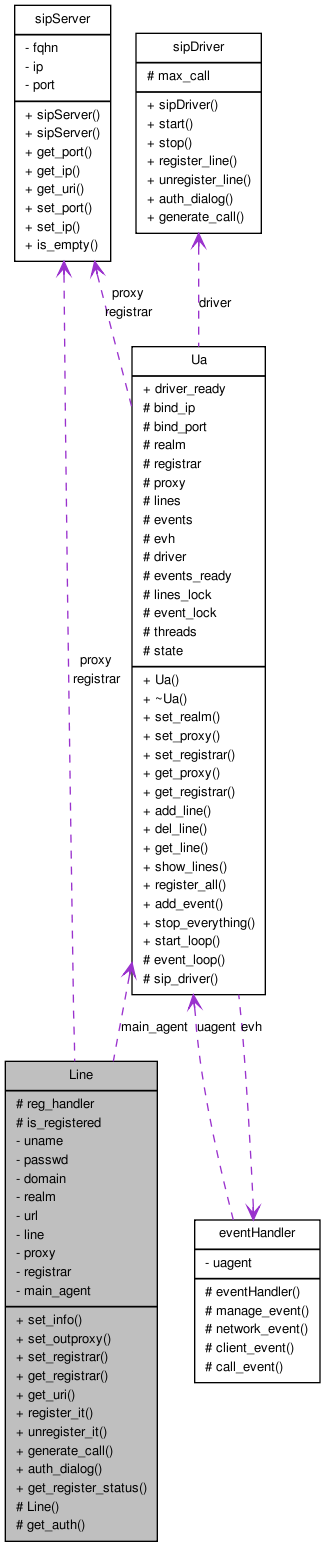 sipServer
- fqhn
- ip
- port
+ sipServer()
+ sipServer()
+ get_port()
+ get_ip()
+ get_uri()
+ set_port()
+ set_ip()
+ is_empty()
sipDriver
# max_call
+ sipDriver()
+ start()
+ stop()
+ register_line()
+ unregister_line()
+ auth_dialog()
+ generate_call()
proxy
registrar
driver
Ua
+ driver_ready
# bind_ip
# bind_port
# realm
# registrar
# proxy
# lines
# events
# evh
# driver
# events_ready
# lines_lock
# event_lock
# threads
# state
+ Ua()
+ ~Ua()
+ set_realm()
+ set_proxy()
+ set_registrar()
+ get_proxy()
+ get_registrar()
+ add_line()
+ del_line()
+ get_line()
+ show_lines()
+ register_all()
+ add_event()
+ stop_everything()
+ start_loop()
# event_loop()
# sip_driver()
proxy
registrar
main_agent
uagent
evh
Line
# reg_handler
# is_registered
- uname
- passwd
- domain
- realm
- url
- line
- proxy
- registrar
- main_agent
+ set_info()
+ set_outproxy()
+ set_registrar()
+ get_registrar()
+ get_uri()
+ register_it()
+ unregister_it()
+ generate_call()
+ auth_dialog()
+ get_register_status()
# Line()
# get_auth()
eventHandler
- uagent
# eventHandler()
# manage_event()
# network_event()
# client_event()
# call_event()